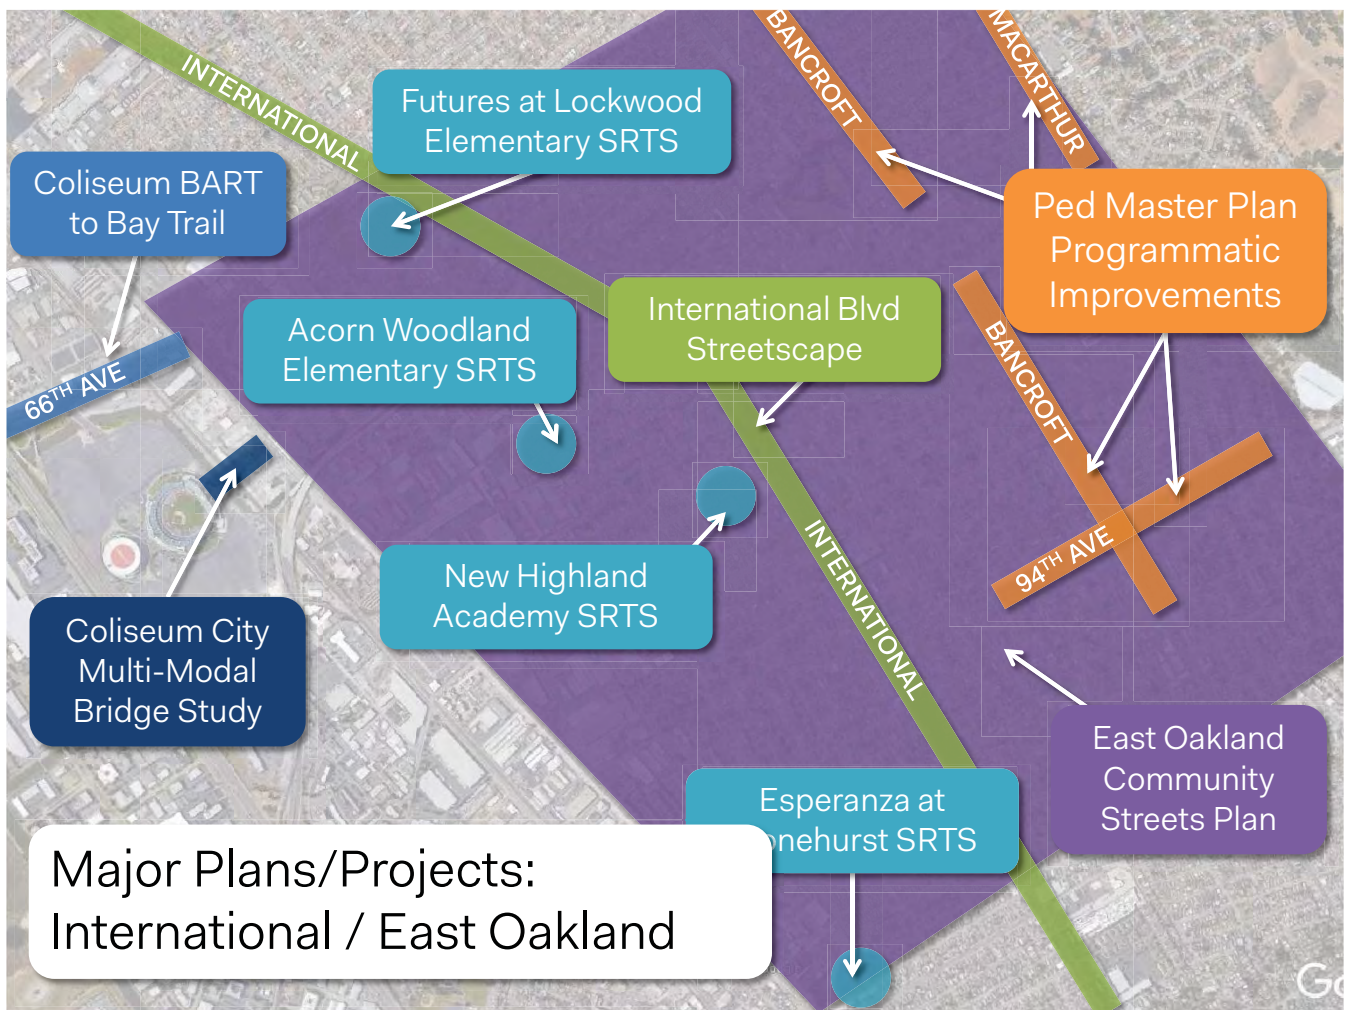 BANCROFT
MACARTHUR
INTERNATIONAL
Futures at Lockwood
Elementary SRTS
Coliseum BART
to Bay Trail
Ped Master Plan
Programmatic
Improvements
Acorn Woodland
Elementary SRTS
International Blvd
Streetscape
66TH AVE
BANCROFT
94TH AVE
New Highland
Academy SRTS
INTERNATIONAL
Coliseum City
Multi-Modal
Bridge Study
East Oakland
Community
Streets Plan
Esperanza at
onehurst SRTS
Major Plans/Projects:
International / East Oakland